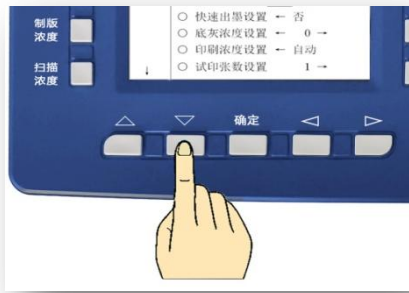 制版
浓度
扫描
浓度
○ 快速出墨设置 ← 否
○ 底灰浓度设置 ← 0 →
○ 印刷浓度设置 ← 自动
↓ ○ 试印张数设置 1 →
△ ▽ 确定 ◁ ▷